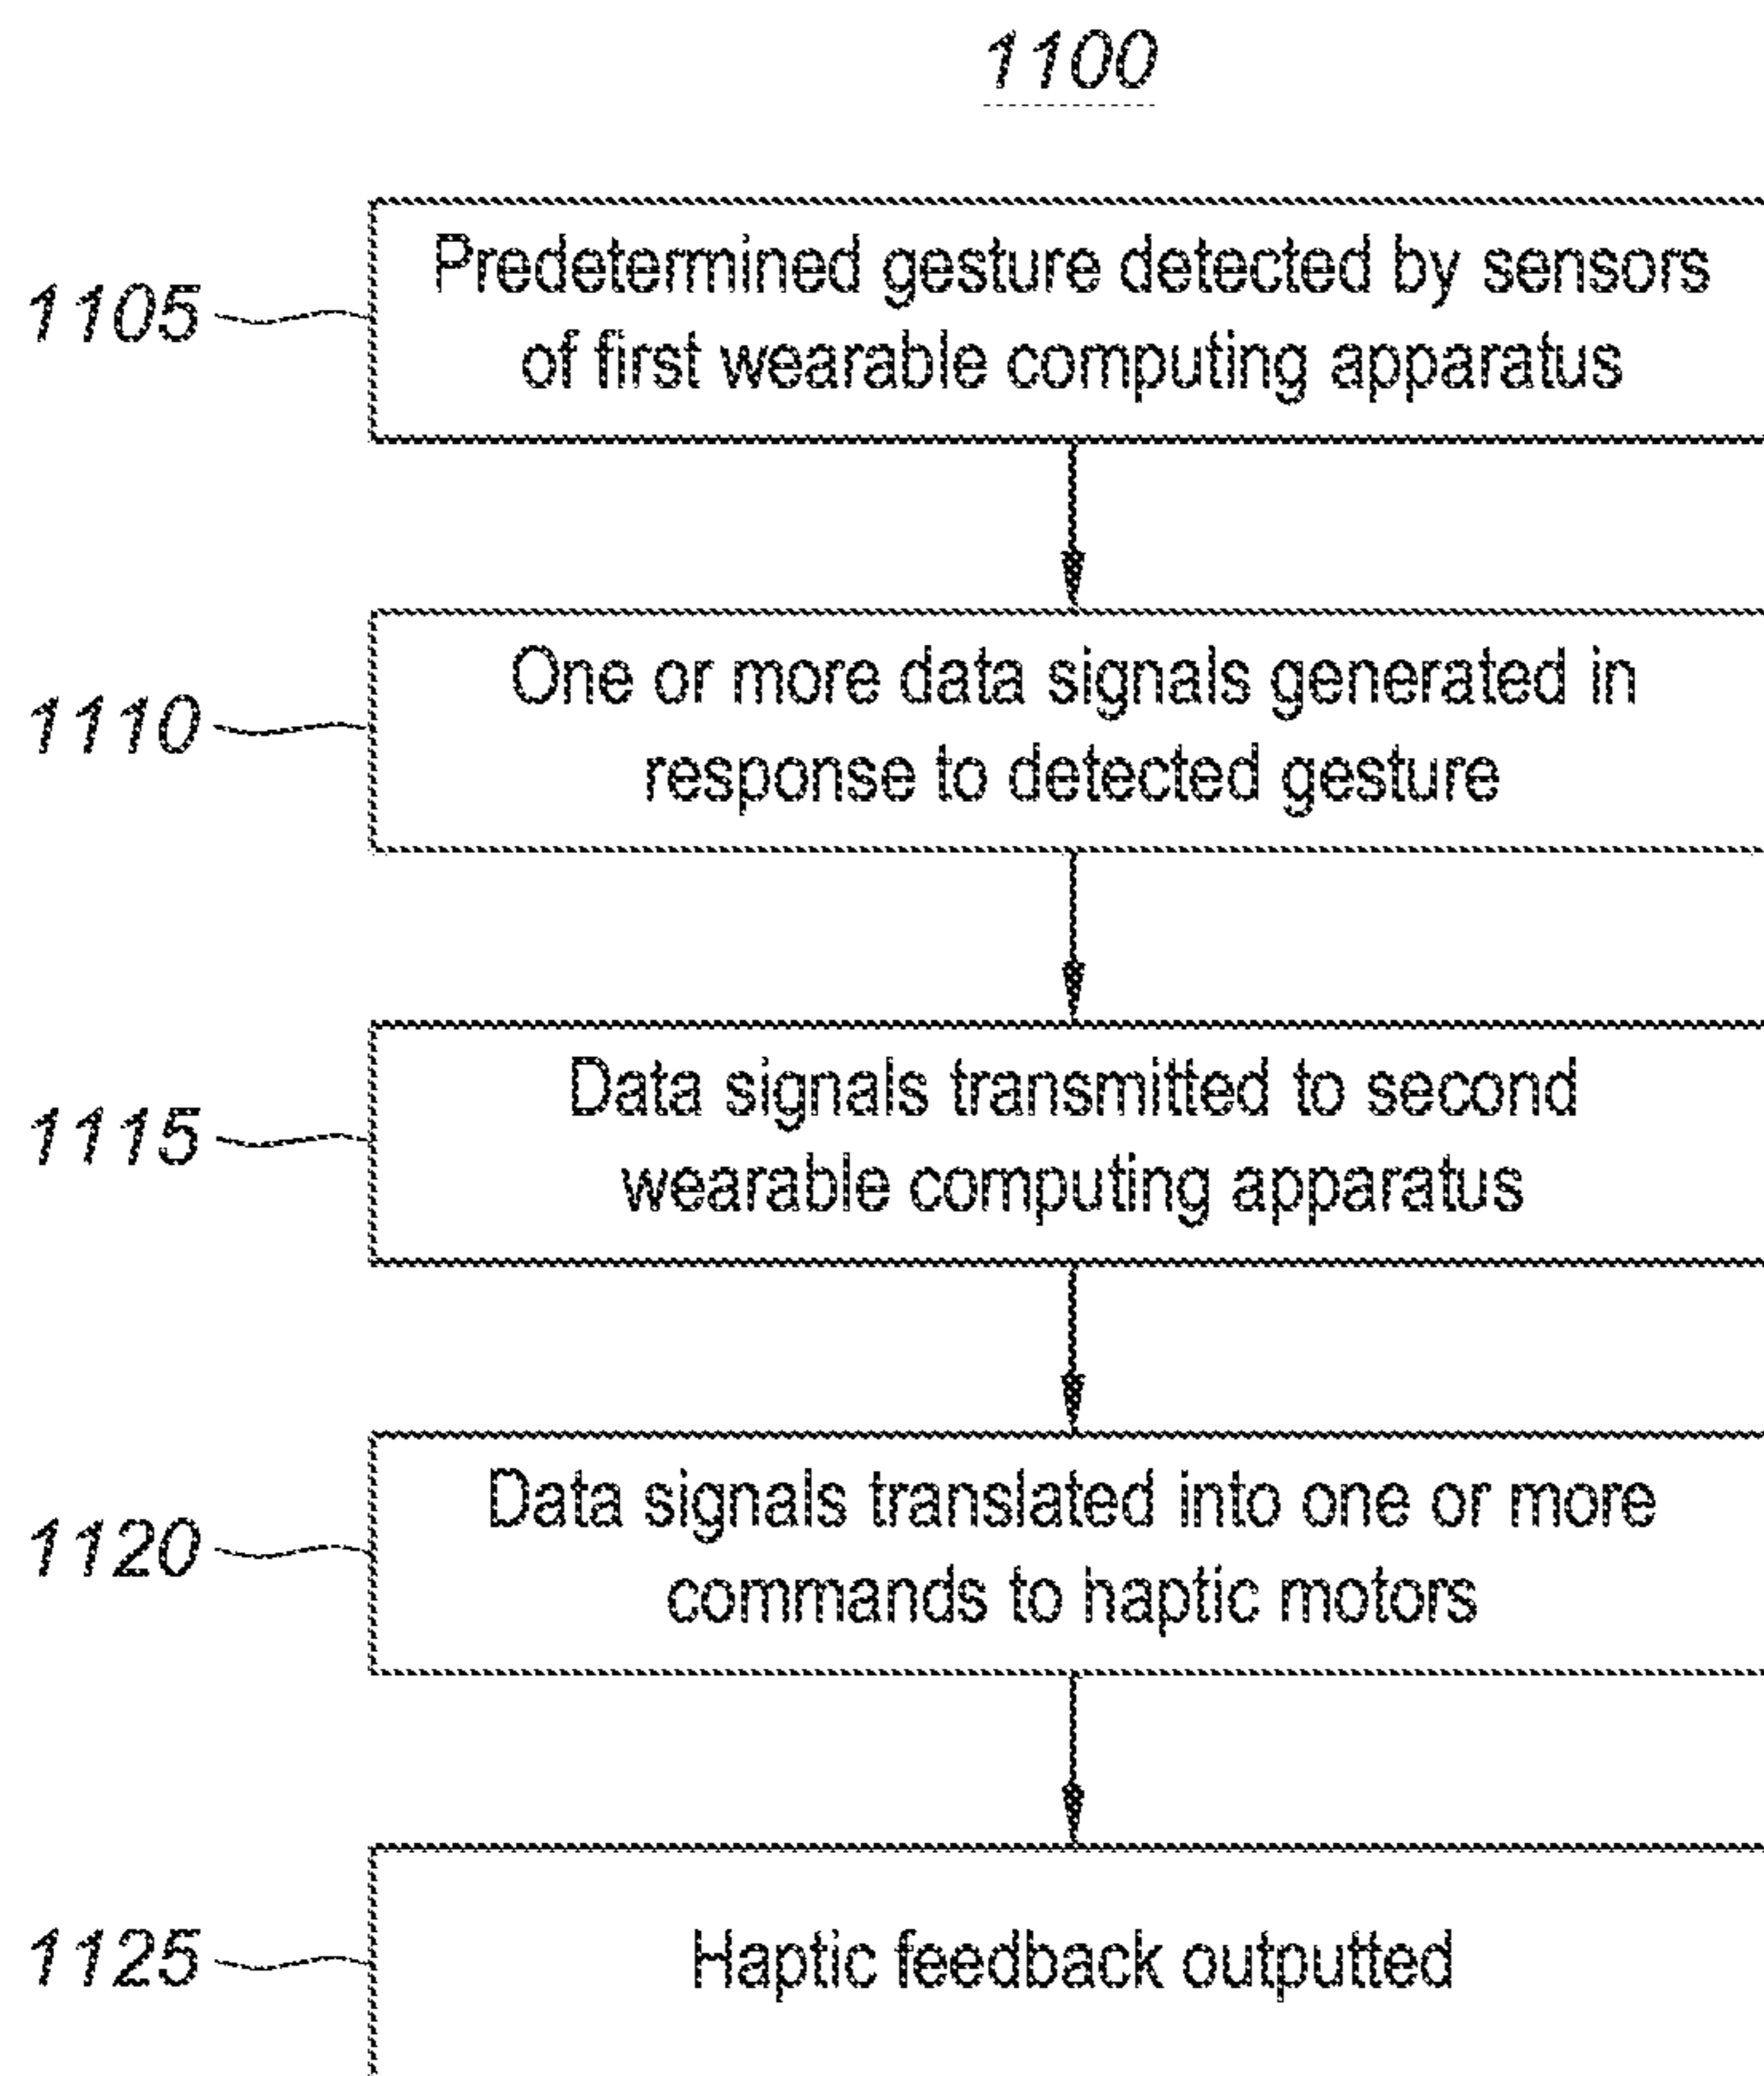 1100
1105
Predetermined gesture detected by sensors
of first wearable computing apparatus
1110
One or more data signals generated in
response to detected gesture
1115
Data signals transmitted to second
wearable computing apparatus
1120
Data signals translated into one or more
commands to haptic motors
1125
Haptic feedback outputted